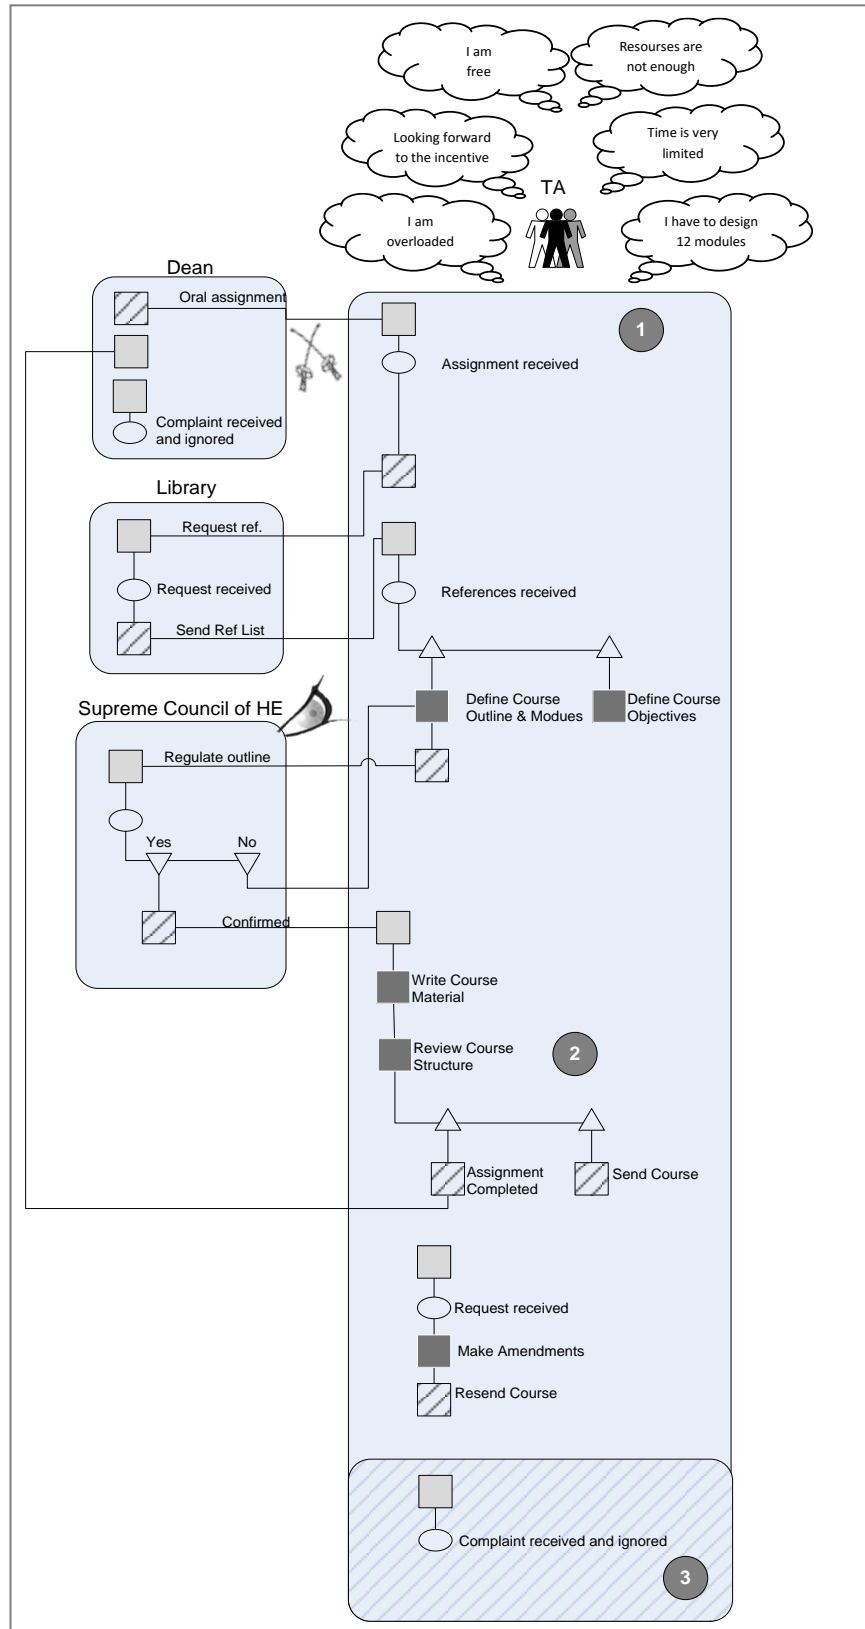 I am
free
Resourses are
not enough
Looking forward
to the incentive
Time is very
limited
TA
I am
overloaded
I have to design
12 modules
Dean
Oral assignment
1
Assignment received
Complaint received
and ignored
Library
Request ref.
Request received
References received
Send Ref List
Define Course
Outline & Modues
Define Course
Objectives
Supreme Council of HE
Regulate outline
Yes
No
Confirmed
Write Course
Material
Review Course
Structure
2
Assignment
Completed
Send Course
Request received
Make Amendments
Resend Course
Complaint received and ignored
3